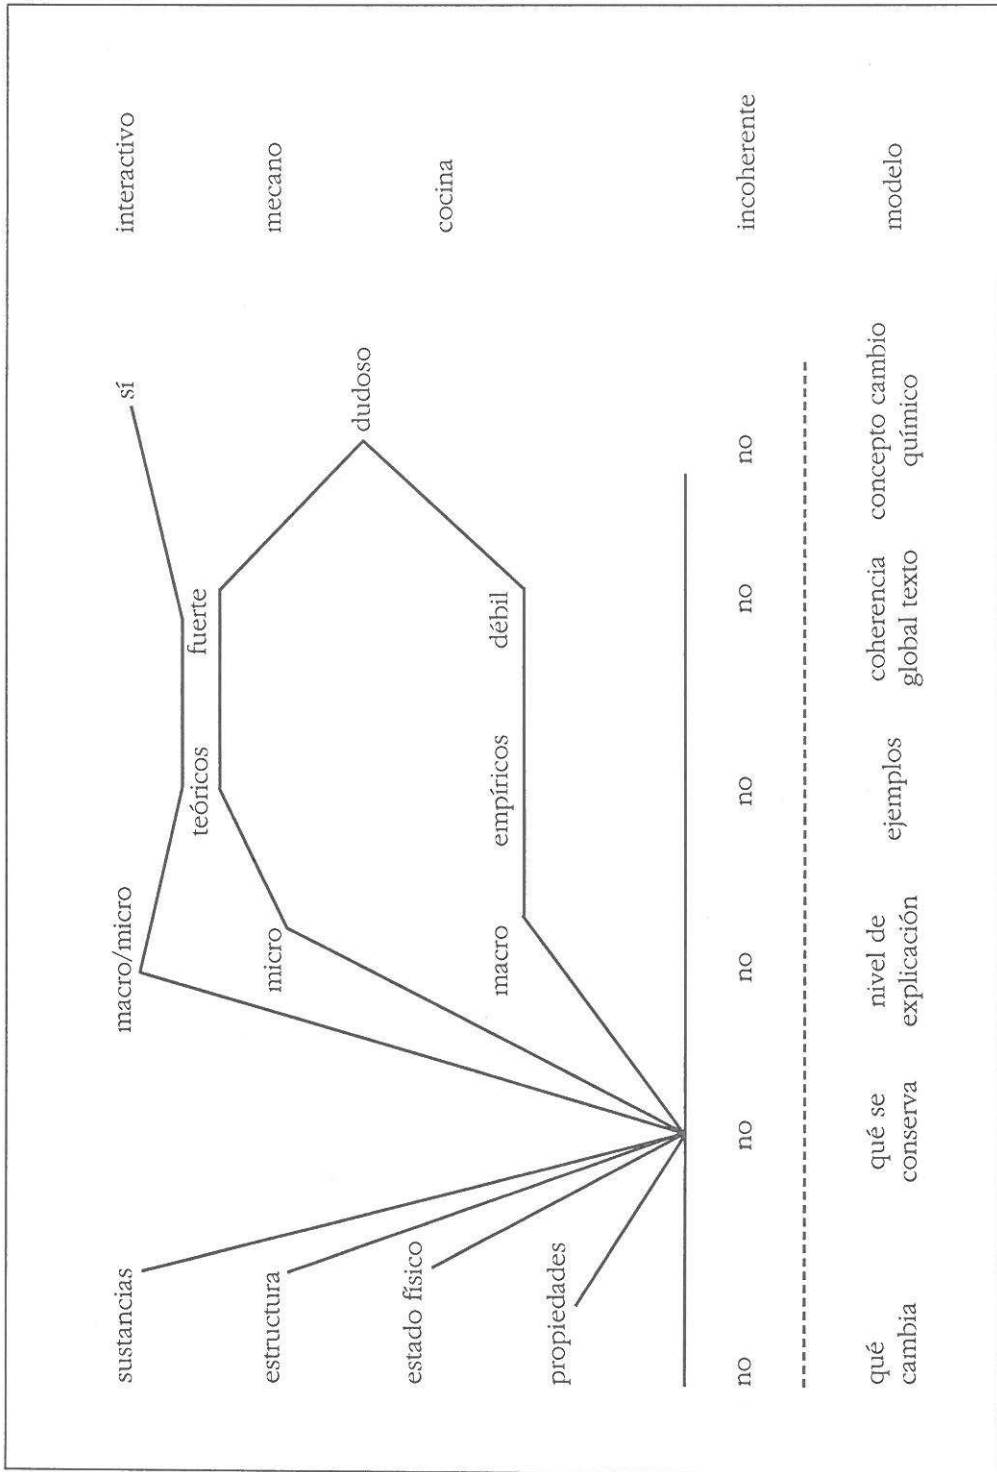 sustancias
macro/micro
sí
interactivo
teóricos
fuerte
estructura
micro
mecano
dudoso
estado físico
cocina
macro
empíricos
débil
propiedades
no
no
no
no
no
no
incoherente
qué
cambia
qué se
conserva
nivel de
explicación
ejemplos
coherencia
global texto
concepto cambio
químico
modelo